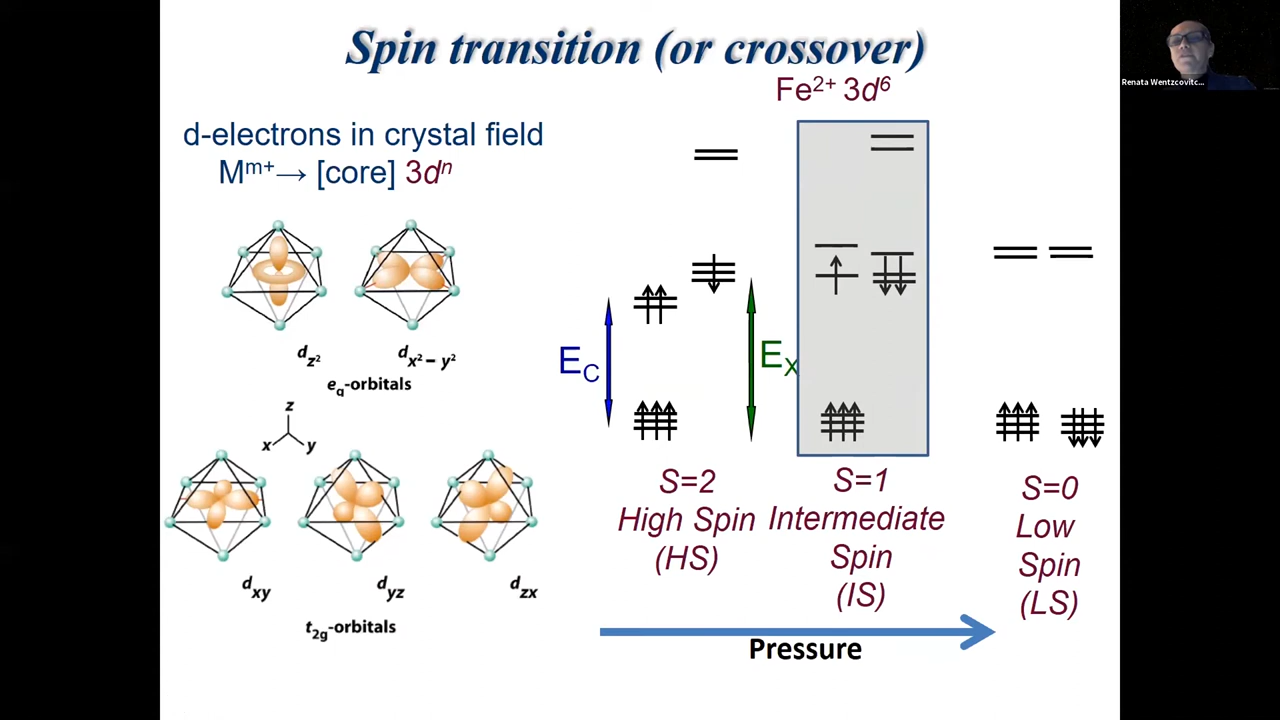 Spin transition (or crossover)
Renata Wentzcovitc...
Fe²⁺ 3d⁶
d-electrons in crystal field
Mᵐ⁺→ [core] 3dⁿ
d_z²
d_x² – y²
e_g-orbitals
z
x
y
d_xy
d_yz
d_zx
t_2g-orbitals
E_C
E_X
S=2
High Spin
(HS)
S=1
Intermediate
Spin
(IS)
S=0
Low
Spin
(LS)
Pressure